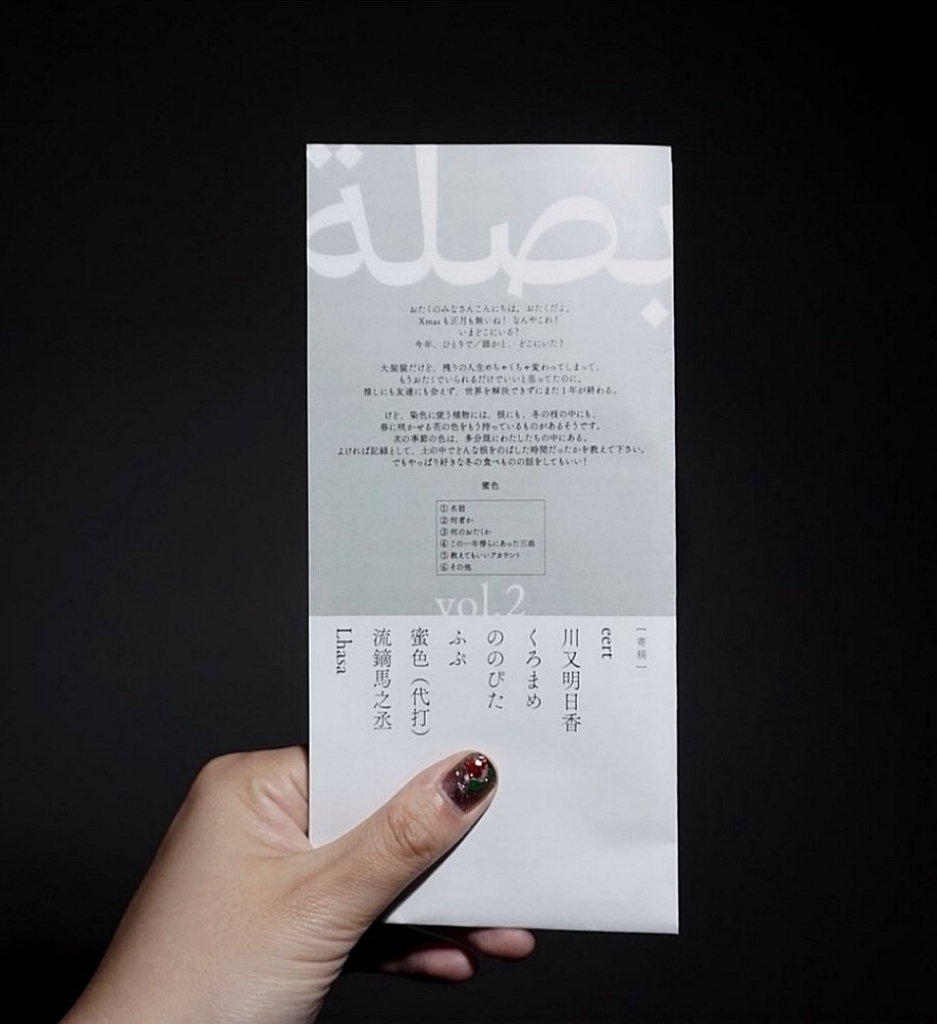 بصلة
おたくのみなさんこんにちは。おたくだよ。
Xmasも正月も無いね！なんやこれ！
いまどこにいる？
今年、ひとりで／誰かと、どこにいた？
大袈裟だけど、残りの人生めちゃくちゃ変わってしまって、
もうおたくでいられるだけでいいと思ってたのに。
推しにも友達にも会えず、世界を解決できずにまた1年が終わる。
けど、染色に使う植物には、根にも、冬の枝の中にも、
春に咲かせる花の色をもう持っているものがあるそうです。
次の季節の色は、多分既にわたしたちの中にある。
よければ記録として、土の中でどんな根をのばした時間だったかを教えて下さい。
でもやっぱり好きな冬の食べものの話をしてもいい！
蜜色
① 名前
② 何者か
③ 何のおたくか
④ この一年傍らにあった三曲
⑤ 教えてもいいアカウント
⑥ その他
vol.2
［寄稿］
eert
川又明日香
くろまめ
ののぴた
ふぷ
蜜色（代打）
流鏑馬之丞
Lhasa